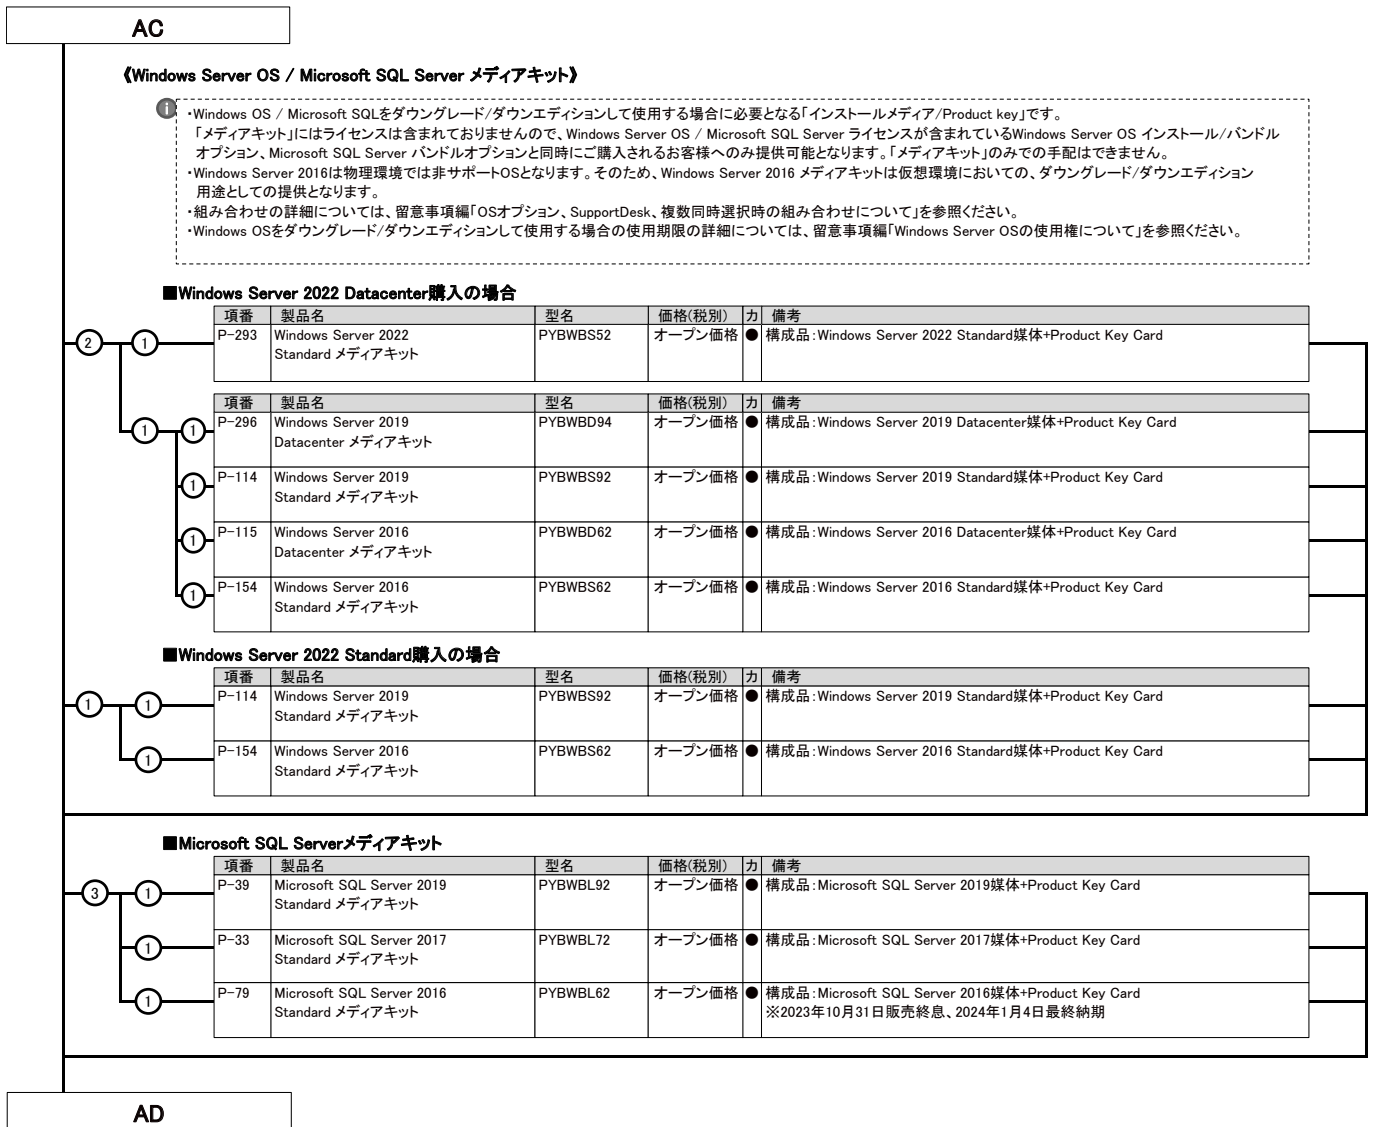 AC
《Windows Server OS / Microsoft SQL Server メディアキット》
i
・Windows OS / Microsoft SQLをダウングレード/ダウンエディションして使用する場合に必要となる「インストールメディア/Product key」です。
「メディアキット」にはライセンスは含まれておりませんので、Windows Server OS / Microsoft SQL Server ライセンスが含まれているWindows Server OS インストール/バンドル
オプション、Microsoft SQL Server バンドルオプションと同時にご購入されるお客様へのみ提供可能となります。「メディアキット」のみでの手配はできません。
・Windows Server 2016は物理環境では非サポートOSとなります。そのため、Windows Server 2016 メディアキットは仮想環境においての、ダウングレード/ダウンエディション
用途としての提供となります。
・組み合わせの詳細については、留意事項編「OSオプション、SupportDesk、複数同時選択時の組み合わせについて」を参照ください。
・Windows OSをダウングレード/ダウンエディションして使用する場合の使用期限の詳細については、留意事項編「Windows Server OSの使用権について」を参照ください。
■Windows Server 2022 Datacenter購入の場合
項番 製品名 型名 価格(税別) カ 備考
2 1 P-293 Windows Server 2022 PYBWBS52 オープン価格 ● 構成品:Windows Server 2022 Standard媒体+Product Key Card
Standard メディアキット
項番 製品名 型名 価格(税別) カ 備考
1 1 P-296 Windows Server 2019 PYBWBD94 オープン価格 ● 構成品:Windows Server 2019 Datacenter媒体+Product Key Card
Datacenter メディアキット
1 P-114 Windows Server 2019 PYBWBS92 オープン価格 ● 構成品:Windows Server 2019 Standard媒体+Product Key Card
Standard メディアキット
1 P-115 Windows Server 2016 PYBWBD62 オープン価格 ● 構成品:Windows Server 2016 Datacenter媒体+Product Key Card
Datacenter メディアキット
1 P-154 Windows Server 2016 PYBWBS62 オープン価格 ● 構成品:Windows Server 2016 Standard媒体+Product Key Card
Standard メディアキット
■Windows Server 2022 Standard購入の場合
項番 製品名 型名 価格(税別) カ 備考
1 1 P-114 Windows Server 2019 PYBWBS92 オープン価格 ● 構成品:Windows Server 2019 Standard媒体+Product Key Card
Standard メディアキット
1 P-154 Windows Server 2016 PYBWBS62 オープン価格 ● 構成品:Windows Server 2016 Standard媒体+Product Key Card
Standard メディアキット
■Microsoft SQL Serverメディアキット
項番 製品名 型名 価格(税別) カ 備考
3 1 P-39 Microsoft SQL Server 2019 PYBWBL92 オープン価格 ● 構成品:Microsoft SQL Server 2019媒体+Product Key Card
Standard メディアキット
1 P-33 Microsoft SQL Server 2017 PYBWBL72 オープン価格 ● 構成品:Microsoft SQL Server 2017媒体+Product Key Card
Standard メディアキット
1 P-79 Microsoft SQL Server 2016 PYBWBL62 オープン価格 ● 構成品:Microsoft SQL Server 2016媒体+Product Key Card
Standard メディアキット ※2023年10月31日販売終息、2024年1月4日最終納期
AD